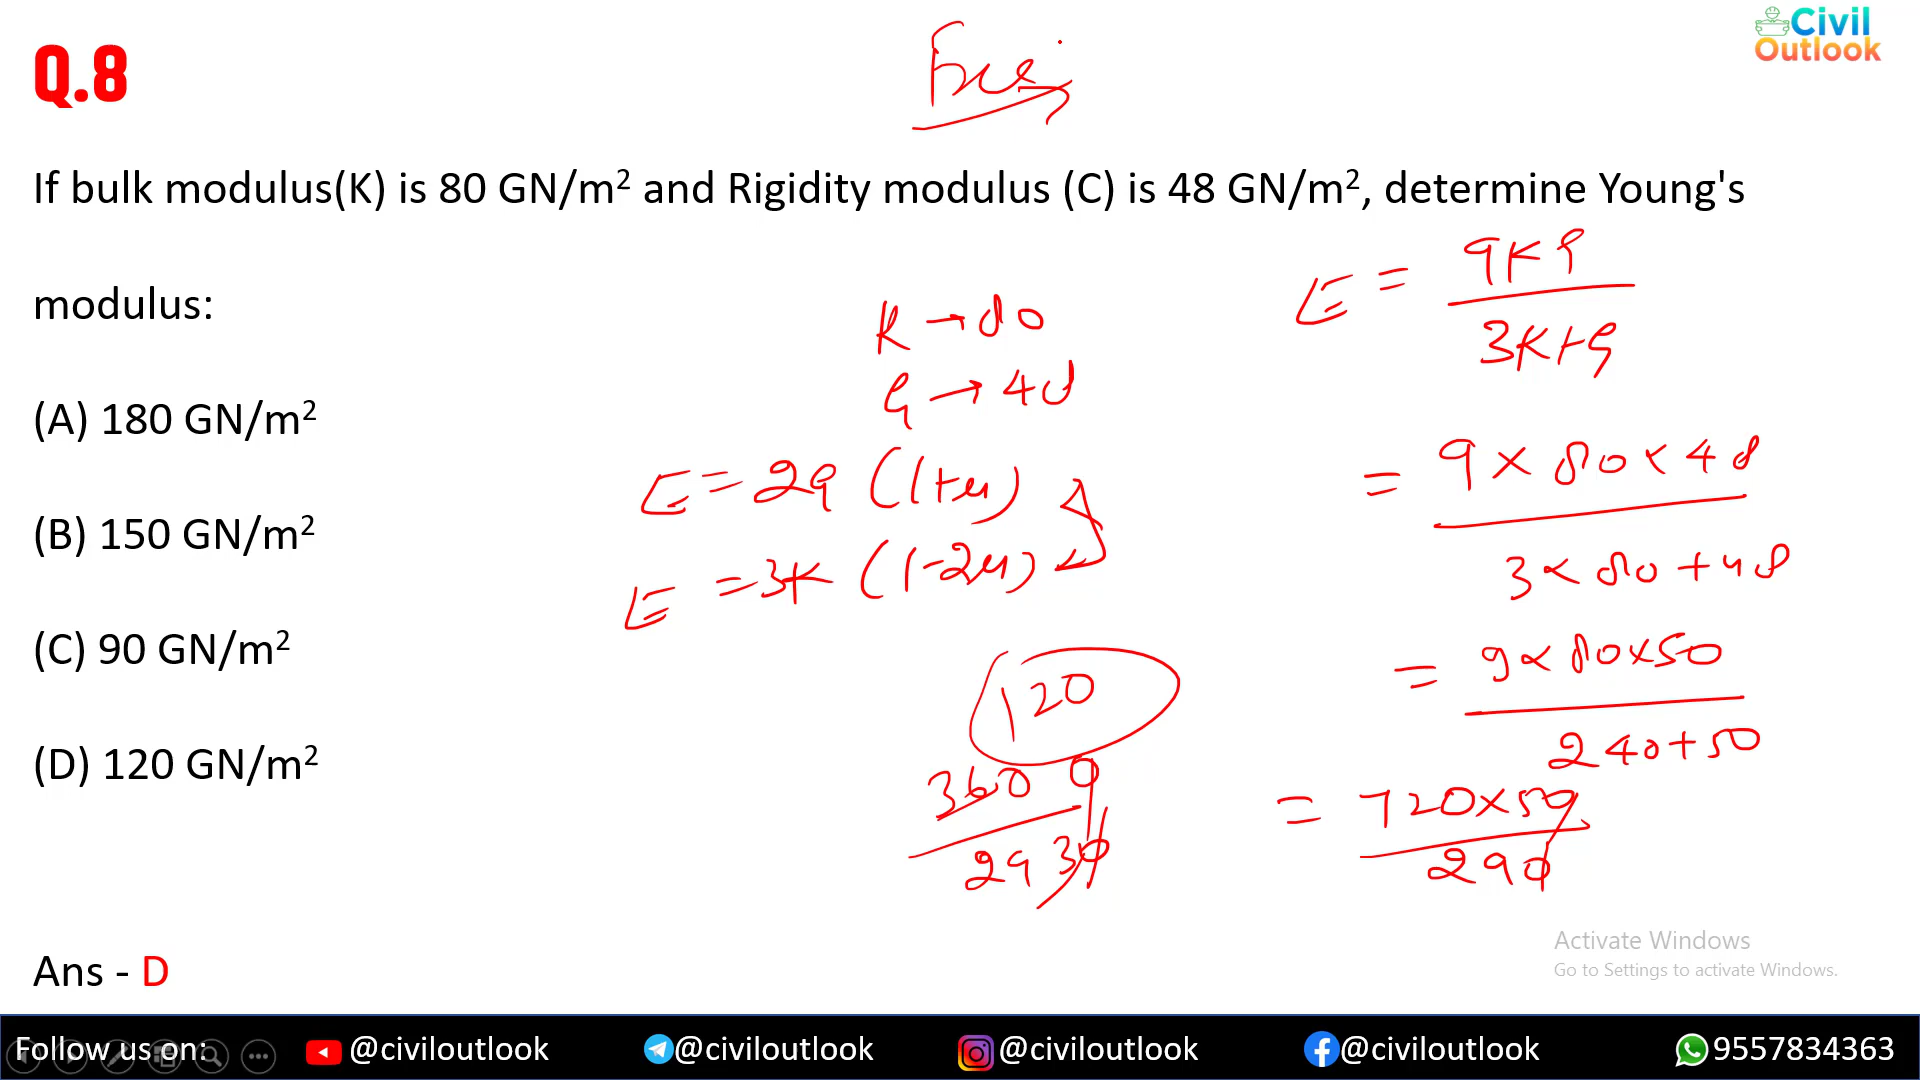 Civil
Outlook
Q.8
If bulk modulus(K) is 80 GN/m² and Rigidity modulus (C) is 48 GN/m², determine Young's
modulus:
(A) 180 GN/m²
(B) 150 GN/m²
(C) 90 GN/m²
(D) 120 GN/m²
Ans - D
K → 80
G → 48
E = 2G (1+μ)
E = 3K (1-2μ)
E = 9KG
3K+G
= 9 × 80 × 48
3 × 80 + 48
= 9 × 80 × 50
240 + 50
= 720 × 50
290
3600
29 30
120
Activate Windows
Go to Settings to activate Windows.
Follow us on:
@civiloutlook
@civiloutlook
@civiloutlook
@civiloutlook
9557834363